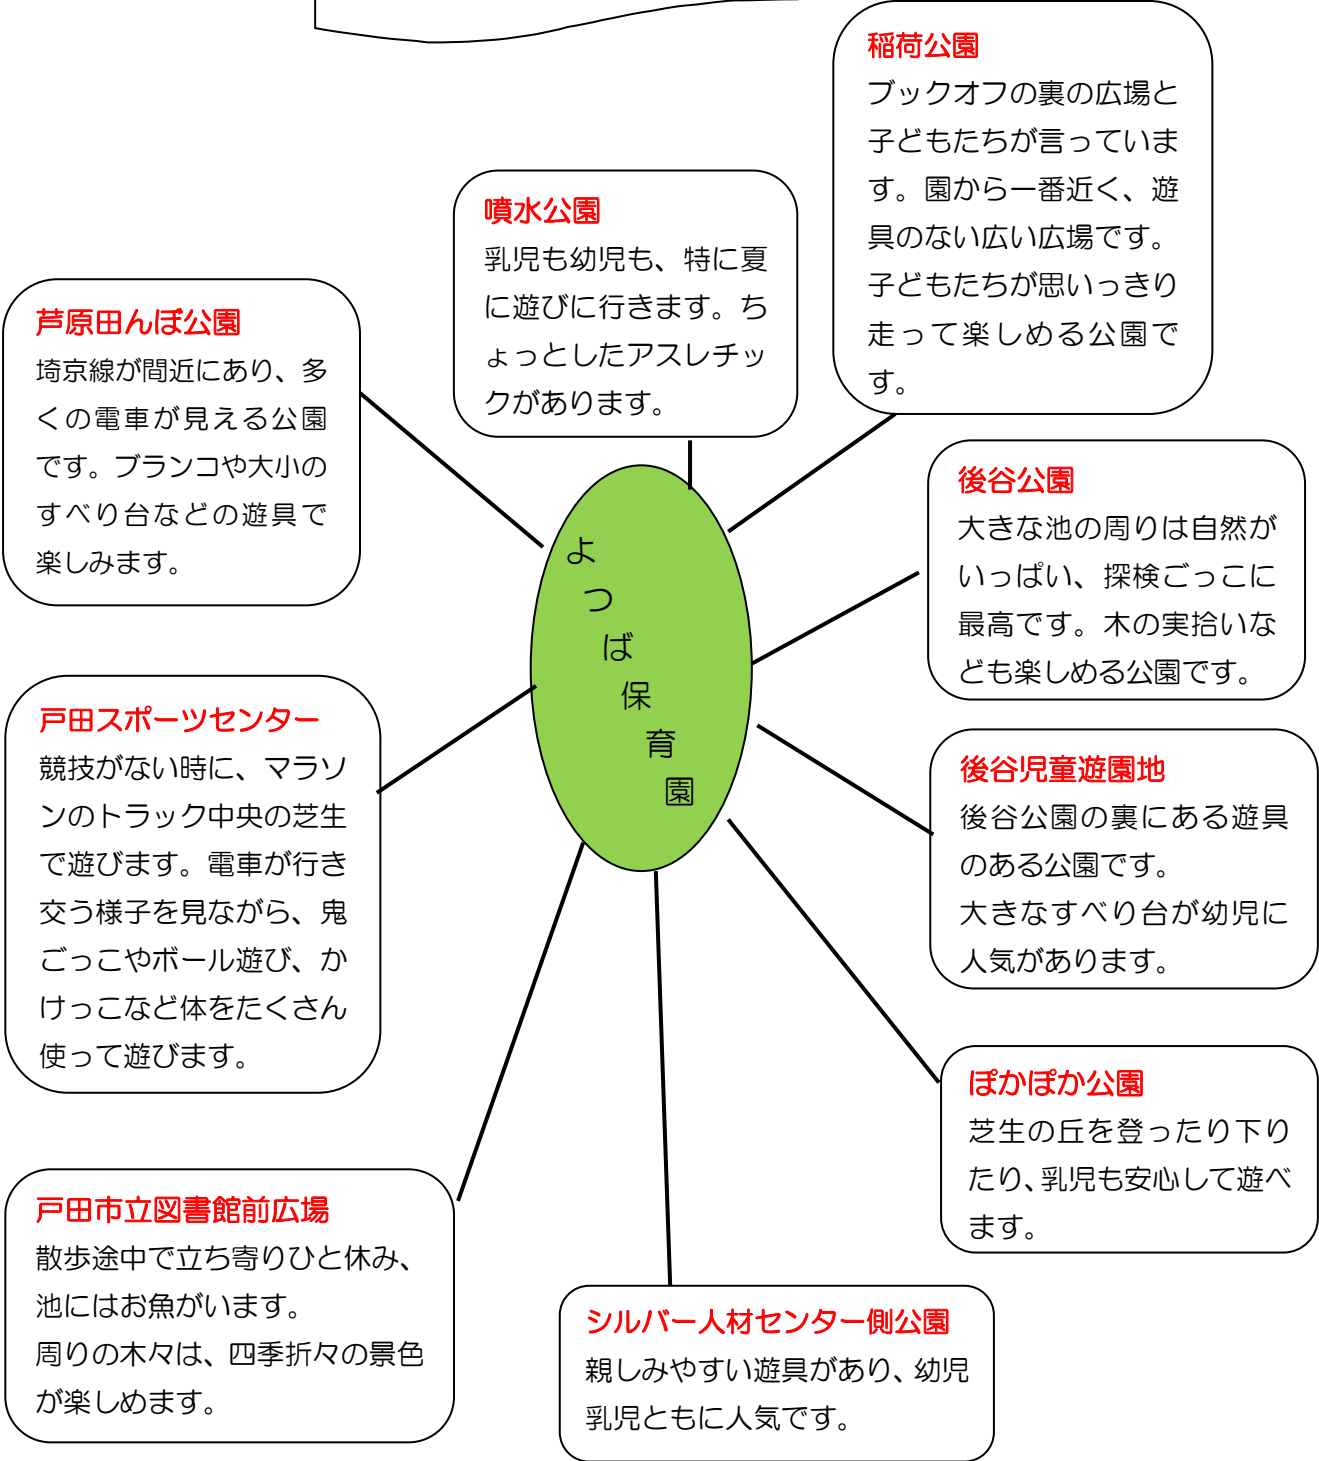 稲荷公園
ブックオフの裏の広場と
子どもたちが言っていま
す。園から一番近く、遊
具のない広い広場です。
子どもたちが思いっきり
走って楽しめる公園で
す。
噴水公園
乳児も幼児も、特に夏
に遊びに行きます。ち
ょっとしたアスレチッ
クがあります。
芦原田んぼ公園
埼京線が間近にあり、多
くの電車が見える公園
です。ブランコや大小の
すべり台などの遊具で
楽しみます。
後谷公園
大きな池の周りは自然が
いっぱい、探検ごっこに
最高です。木の実拾いな
ども楽しめる公園です。
よつば保育園
戸田スポーツセンター
競技がない時に、マラソ
ンのトラック中央の芝生
で遊びます。電車が行き
交う様子を見ながら、鬼
ごっこやボール遊び、か
けっこなど体をたくさん
使って遊びます。
後谷児童遊園地
後谷公園の裏にある遊具
のある公園です。
大きなすべり台が幼児に
人気があります。
ぽかぽか公園
芝生の丘を登ったり下り
たり、乳児も安心して遊べ
ます。
戸田市立図書館前広場
散歩途中で立ち寄りひと休み、
池にはお魚がいます。
周りの木々は、四季折々の景色
が楽しめます。
シルバー人材センター側公園
親しみやすい遊具があり、幼児
乳児ともに人気です。